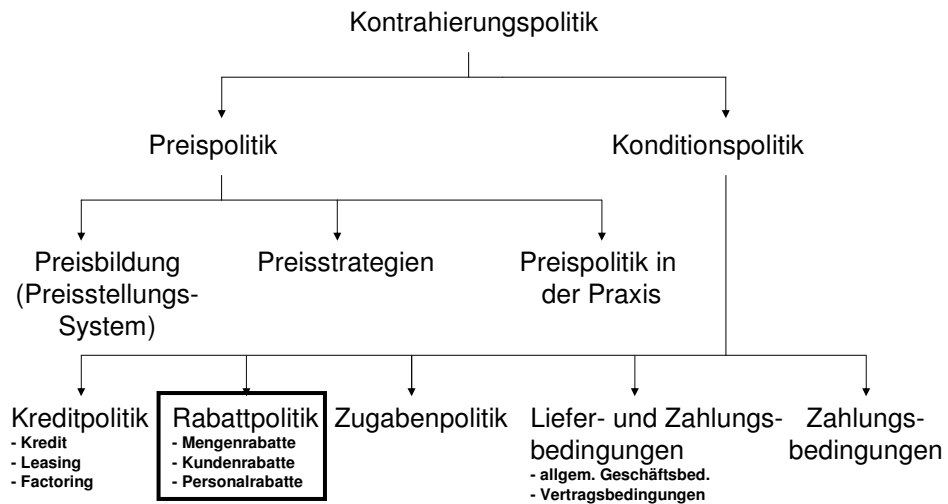 Kontrahierungspolitik
Preispolitik
Konditionspolitik
Preisbildung
(Preisstellungs-
System)
Preisstrategien
Preispolitik in
der Praxis
Kreditpolitik
- Kredit
- Leasing
- Factoring
Rabattpolitik
- Mengenrabatte
- Kundenrabatte
- Personalrabatte
Zugabenpolitik
Liefer- und Zahlungs-
bedingungen
- allgem. Geschäftsbed.
- Vertragsbedingungen
Zahlungs-
bedingungen